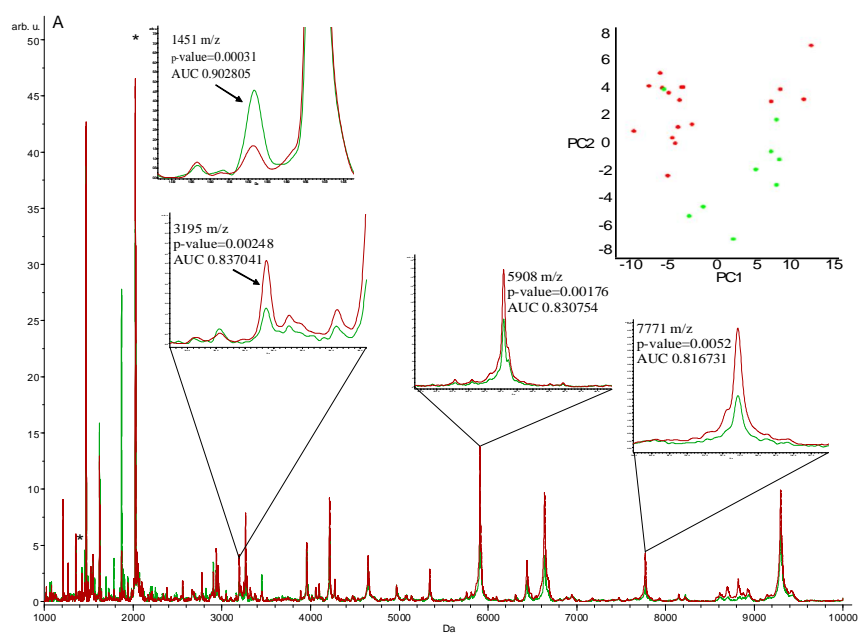 A
arb. u.
50
45
40
35
30
25
20
15
10
5
0
*
*
1451 m/z
p-value=0.00031
AUC 0.902805
3195 m/z
p-value=0.00248
AUC 0.837041
5908 m/z
p-value=0.00176
AUC 0.830754
7771 m/z
p-value=0.0052
AUC 0.816731
8
6
4
2
PC2 0
-2
-4
-6
-8
-10 -5 0 5 10 15
PC1
1000 2000 3000 4000 5000 6000 7000 8000 9000 10000
Da